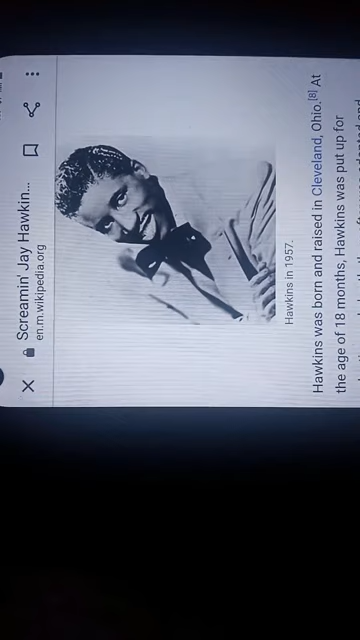 Screamin' Jay Hawkin...
en.m.wikipedia.org
Hawkins in 1957.
Hawkins was born and raised in Cleveland, Ohio.[8] At
the age of 18 months, Hawkins was put up for